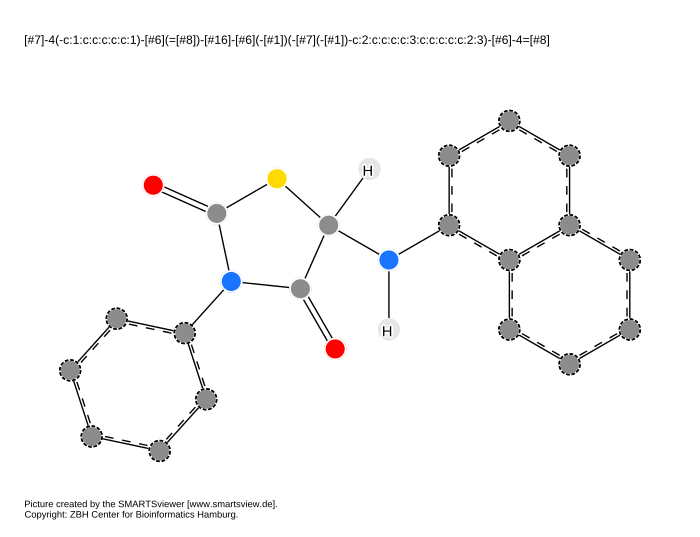 [#7]-4(-c:1:c:c:c:c:c:1)-[#6](=[#8])-[#16]-[#6](-[#1])(-[#7](-[#1])-c:2:c:c:c:c:3:c:c:c:c:c:2:3)-[#6]-4=[#8]
H
H
Picture created by the SMARTSviewer [www.smartsview.de].
Copyright: ZBH Center for Bioinformatics Hamburg.